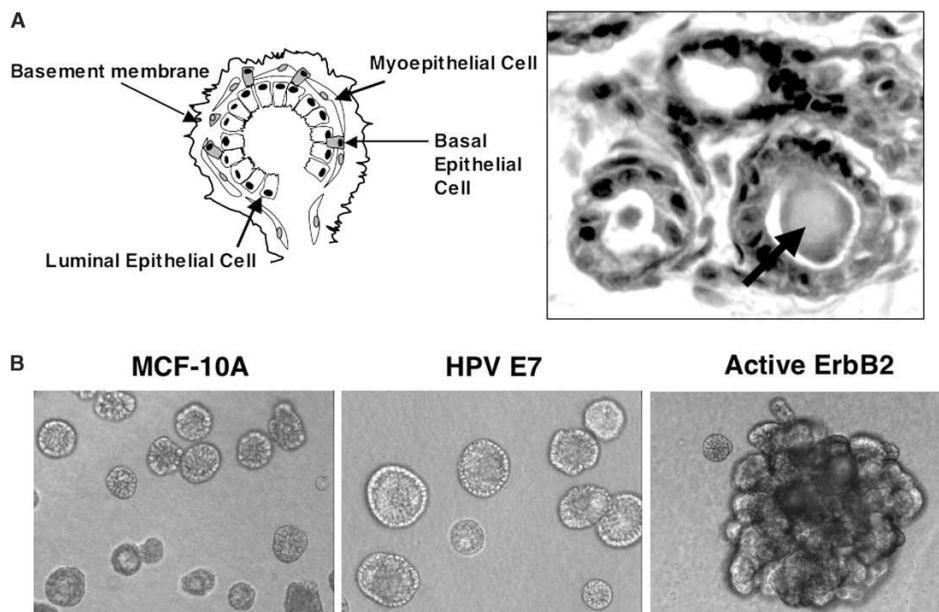 A
Basement membrane
Myoepithelial Cell
Basal
Epithelial
Cell
Luminal Epithelial Cell
B
MCF-10A
HPV E7
Active ErbB2